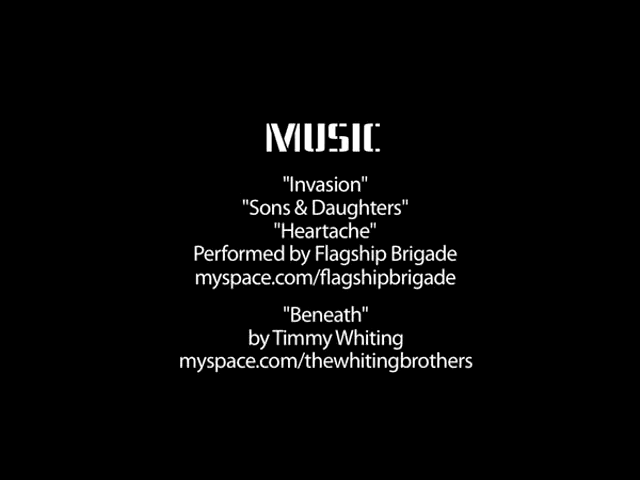 MUSIC
"Invasion"
"Sons & Daughters"
"Heartache"
Performed by Flagship Brigade
myspace.com/flagshipbrigade
"Beneath"
by Timmy Whiting
myspace.com/thewhitingbrothers